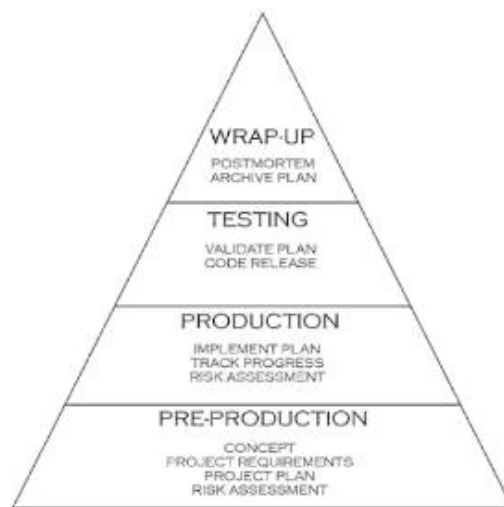 WRAP-UP
POSTMORTEM
ARCHIVE PLAN
TESTING
VALIDATE PLAN
CODE RELEASE
PRODUCTION
IMPLEMENT PLAN
TRACK PROGRESS
RISK ASSESSMENT
PRE-PRODUCTION
CONCEPT
PROJECT REQUIREMENTS
PROJECT PLAN
RISK ASSESSMENT